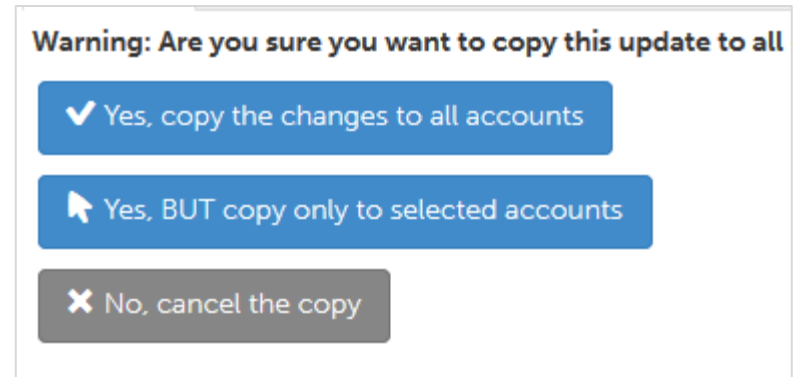 Warning: Are you sure you want to copy this update to all
Yes, copy the changes to all accounts
Yes, BUT copy only to selected accounts
No, cancel the copy